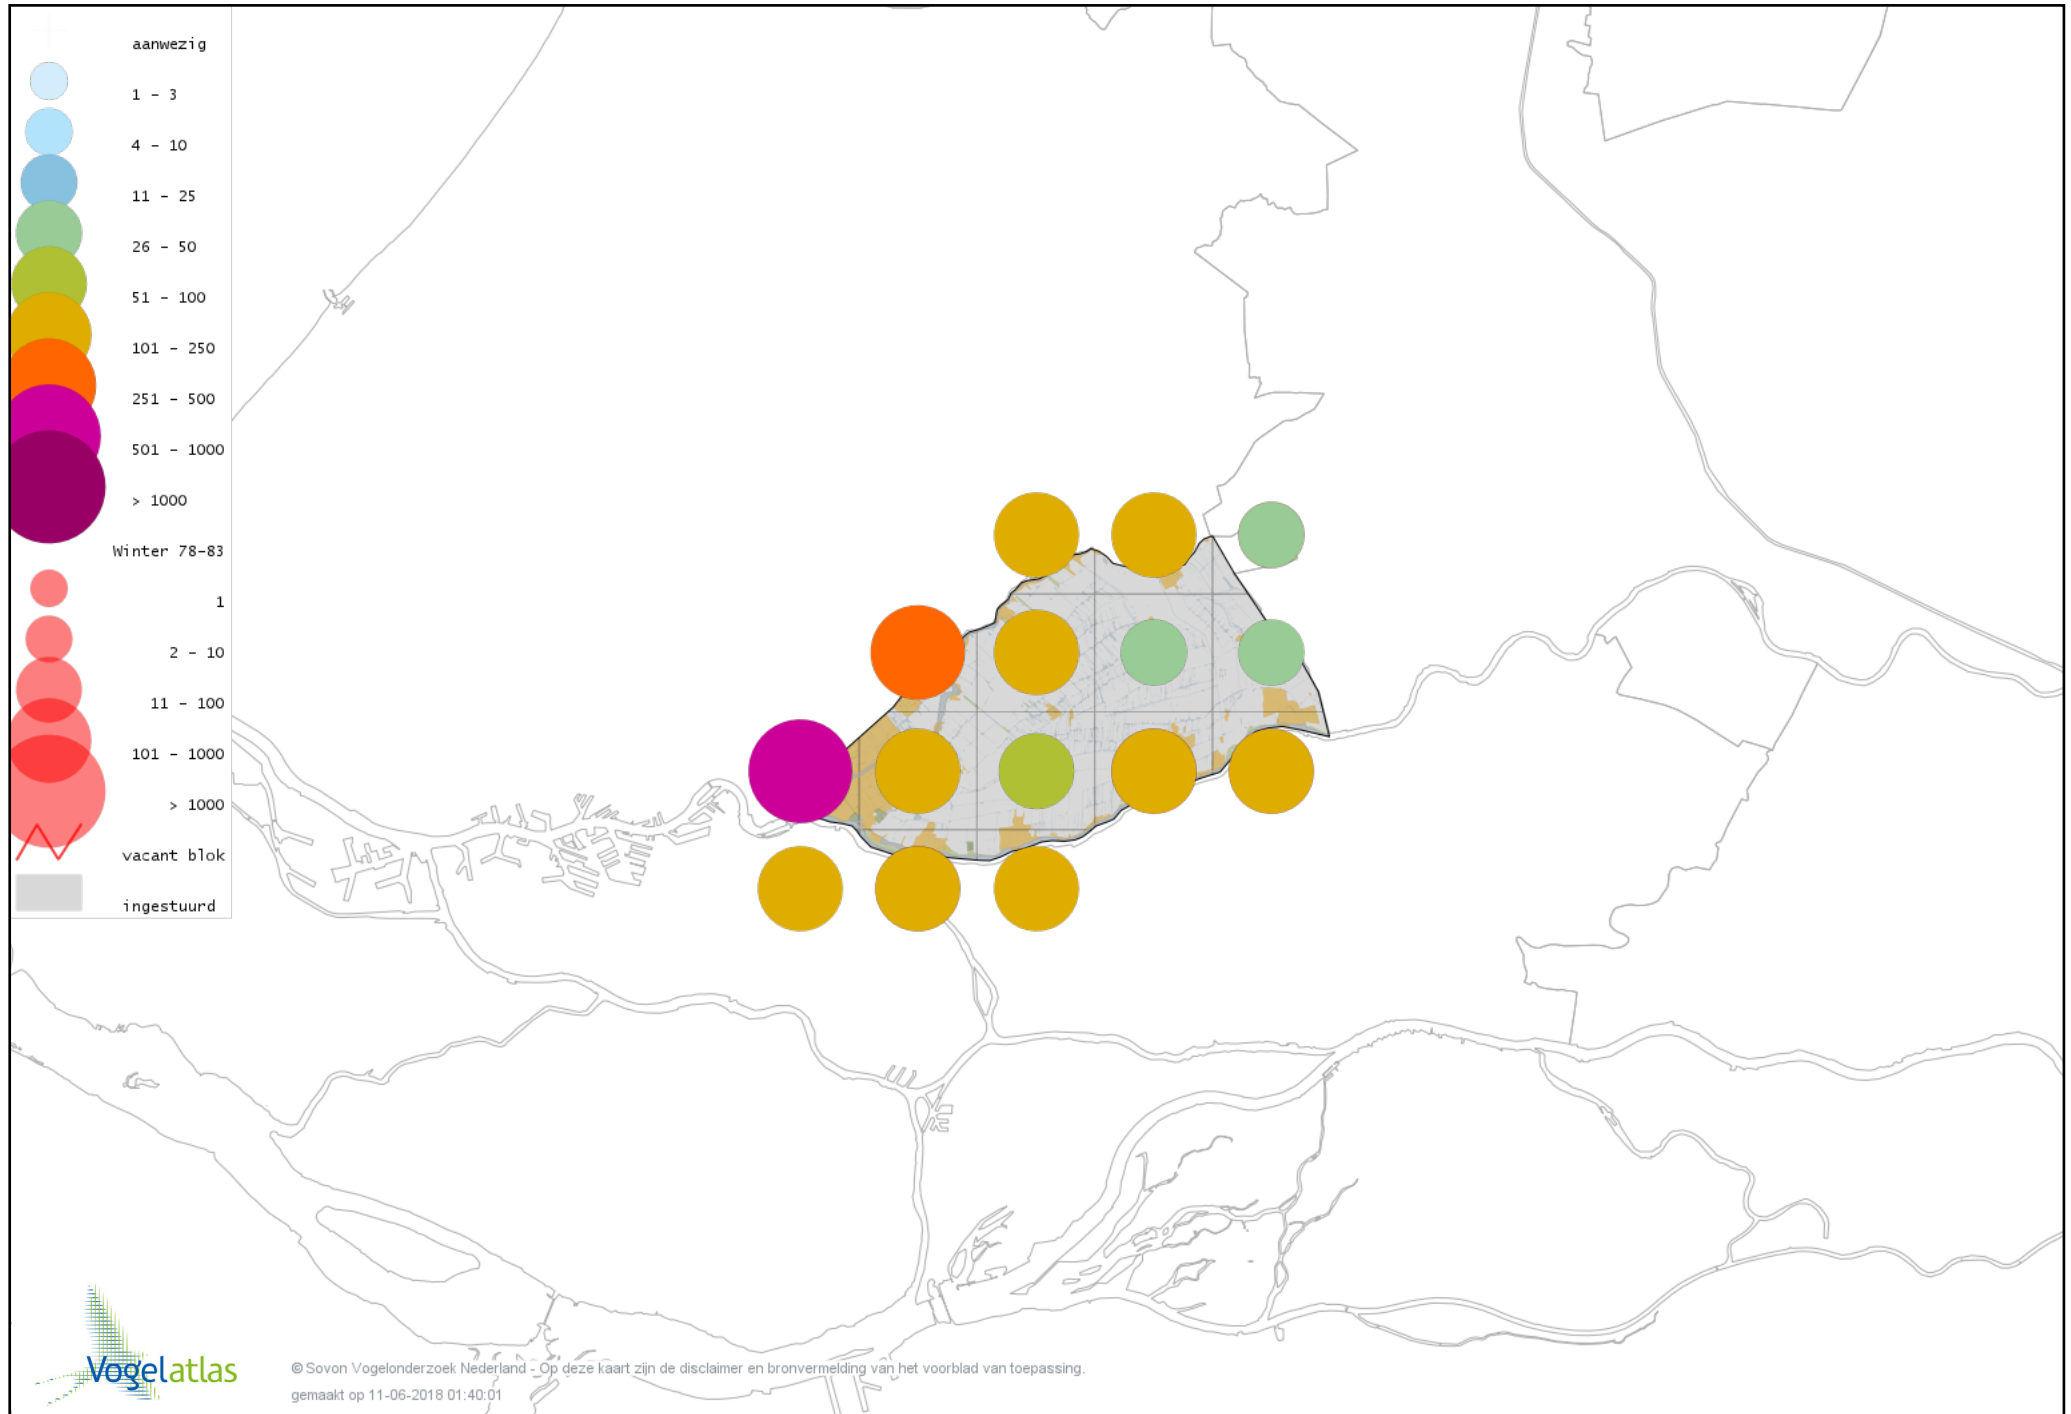 aanwezig
1 - 3
4 - 10
11 - 25
26 - 50
51 - 100
101 - 250
251 - 500
501 - 1000
> 1000
Winter 78-83
1
2 - 10
11 - 100
101 - 1000
> 1000
vacant blok
ingestuurd
Vogelatlas
© Sovon Vogelonderzoek Nederland - Op deze kaart zijn de disclaimer en bronvermelding van het voorblad van toepassing.
gemaakt op 11-06-2018 01:40:01